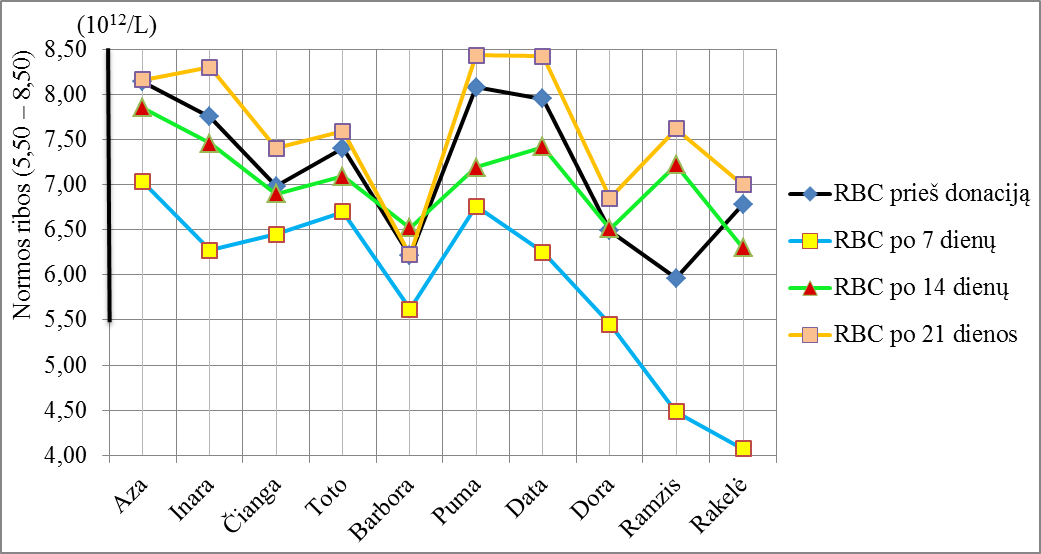 (10¹²/L)
Normos ribos (5,50 – 8,50)
8,50
8,00
7,50
7,00
6,50
6,00
5,50
5,00
4,50
4,00
Aza
Inara
Čianga
Toto
Barbora
Puma
Data
Dora
Ramzis
Rakelė
RBC prieš donaciją
RBC po 7 dienų
RBC po 14 dienų
RBC po 21 dienos